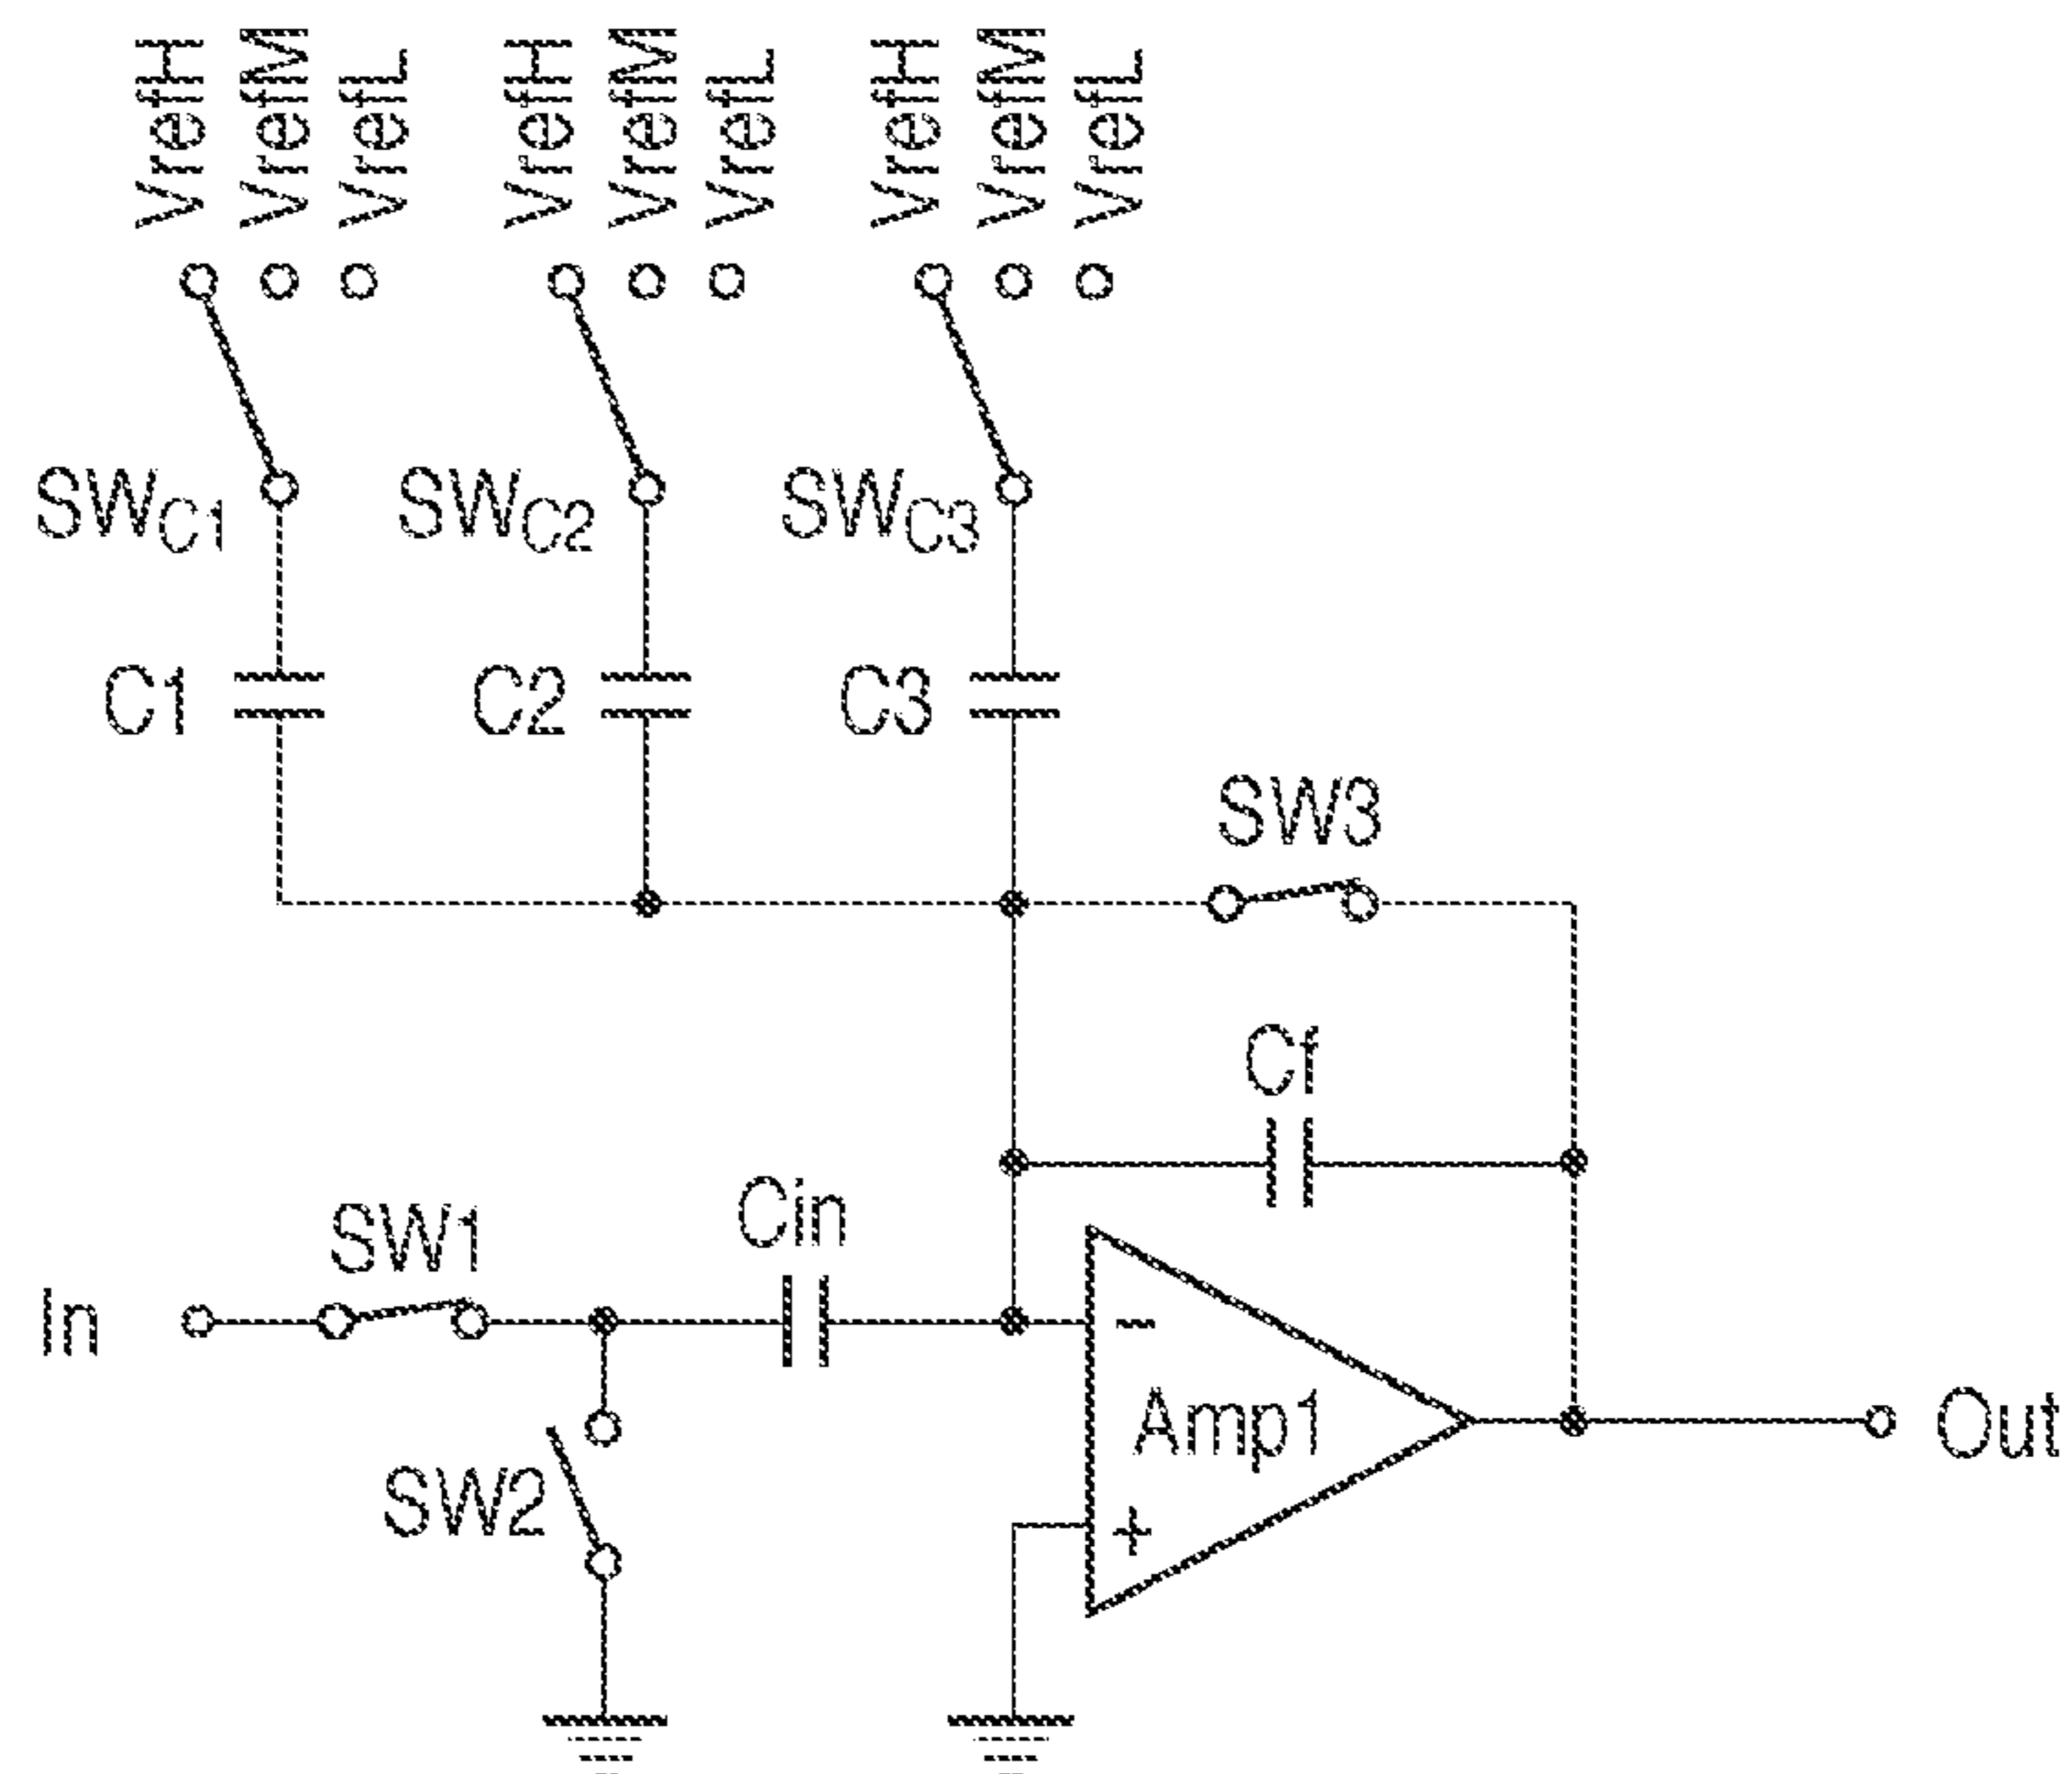 VrefH
VrefM
VrefL
VrefH
VrefM
VrefL
VrefH
VrefM
VrefL
SWC1
SWC2
SWC3
C1
C2
C3
SW3
Cf
Cin
SW1
In
-
Amp1
Out
SW2
+